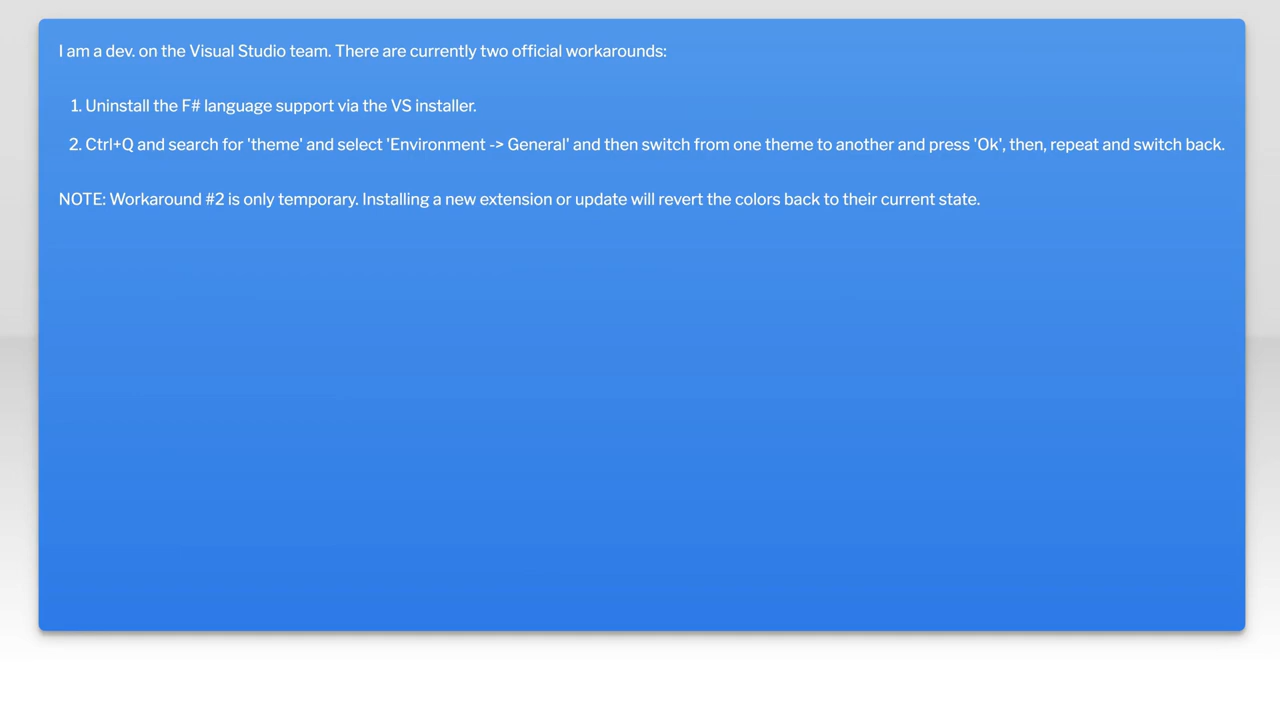 I am a dev. on the Visual Studio team. There are currently two official workarounds:
1. Uninstall the F# language support via the VS installer.
2. Ctrl+Q and search for 'theme' and select 'Environment -> General' and then switch from one theme to another and press 'Ok', then, repeat and switch back.
NOTE: Workaround #2 is only temporary. Installing a new extension or update will revert the colors back to their current state.